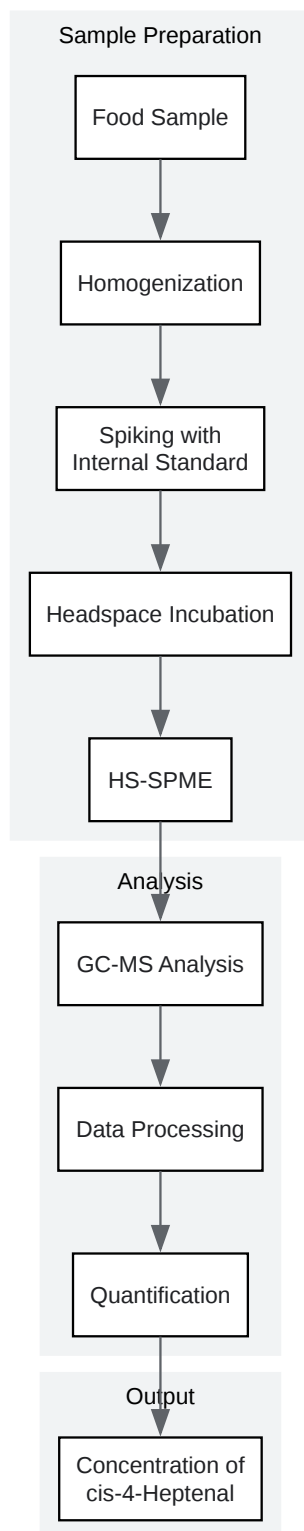 Sample Preparation
Food Sample
Homogenization
Spiking with
Internal Standard
Headspace Incubation
HS-SPME
Analysis
GC-MS Analysis
Data Processing
Quantification
Output
Concentration of
cis-4-Heptenal